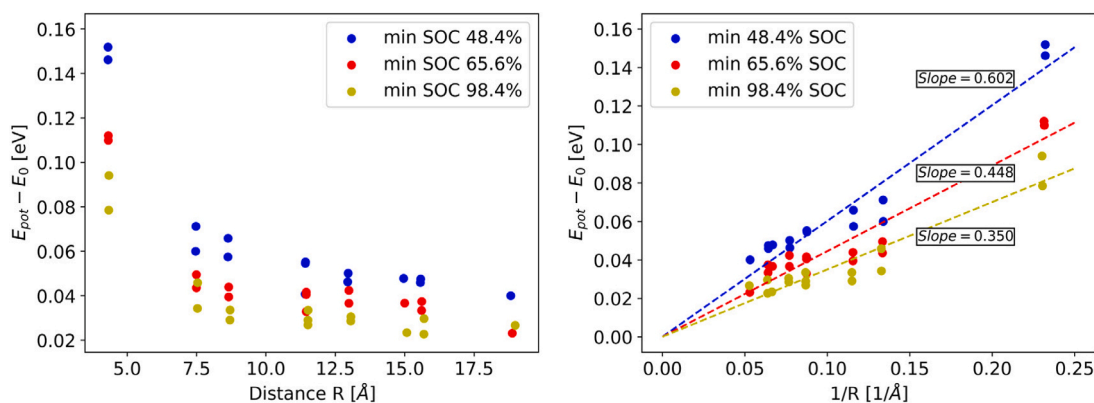 0.16
0.14
0.12
0.10
0.08
0.06
0.04
0.02
E_pot − E_0 [eV]
min SOC 48.4%
min SOC 65.6%
min SOC 98.4%
5.0 7.5 10.0 12.5 15.0 17.5
Distance R [Å]
0.16
0.14
0.12
0.10
0.08
0.06
0.04
0.02
0.00
E_pot − E_0 [eV]
min 48.4% SOC
min 65.6% SOC
min 98.4% SOC
Slope = 0.602
Slope = 0.448
Slope = 0.350
0.00 0.05 0.10 0.15 0.20 0.25
1/R [1/Å]